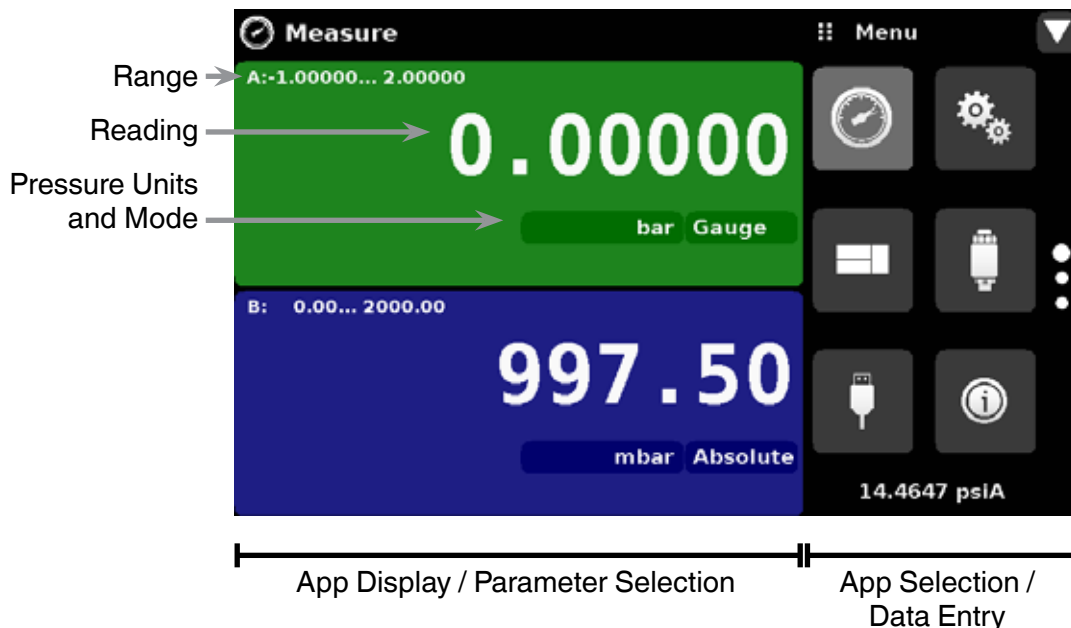 Measure
Menu
Range
A:-1.00000... 2.00000
Reading
0.00000
Pressure Units
and Mode
bar Gauge
B: 0.00... 2000.00
997.50
mbar Absolute
14.4647 psiA
App Display / Parameter Selection
App Selection /
Data Entry